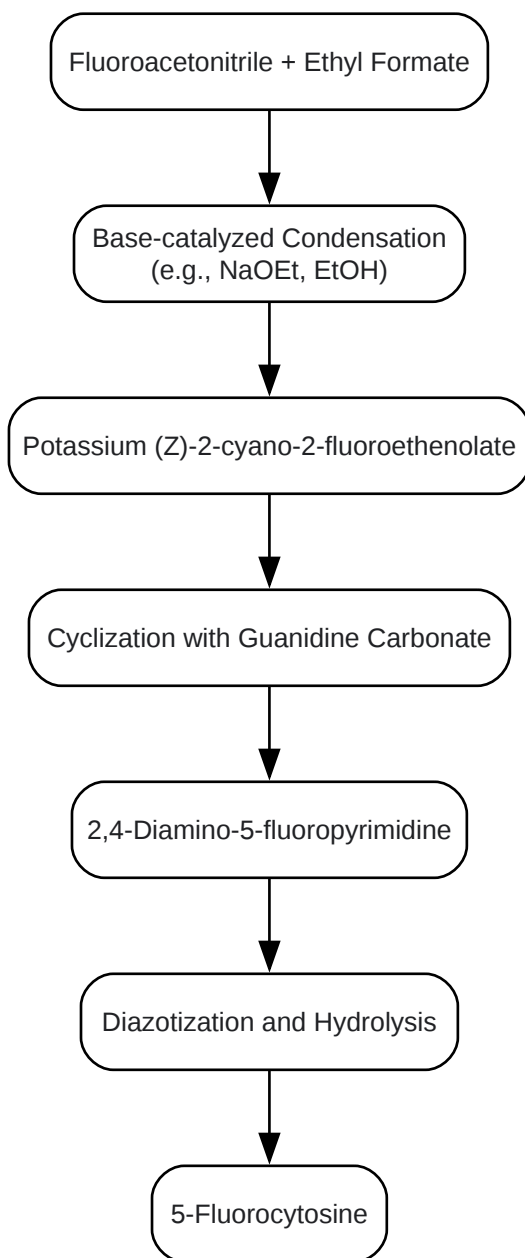 Fluoroacetonitrile + Ethyl Formate
Base-catalyzed Condensation
(e.g., NaOEt, EtOH)
Potassium (Z)-2-cyano-2-fluoroethenolate
Cyclization with Guanidine Carbonate
2,4-Diamino-5-fluoropyrimidine
Diazotization and Hydrolysis
5-Fluorocytosine